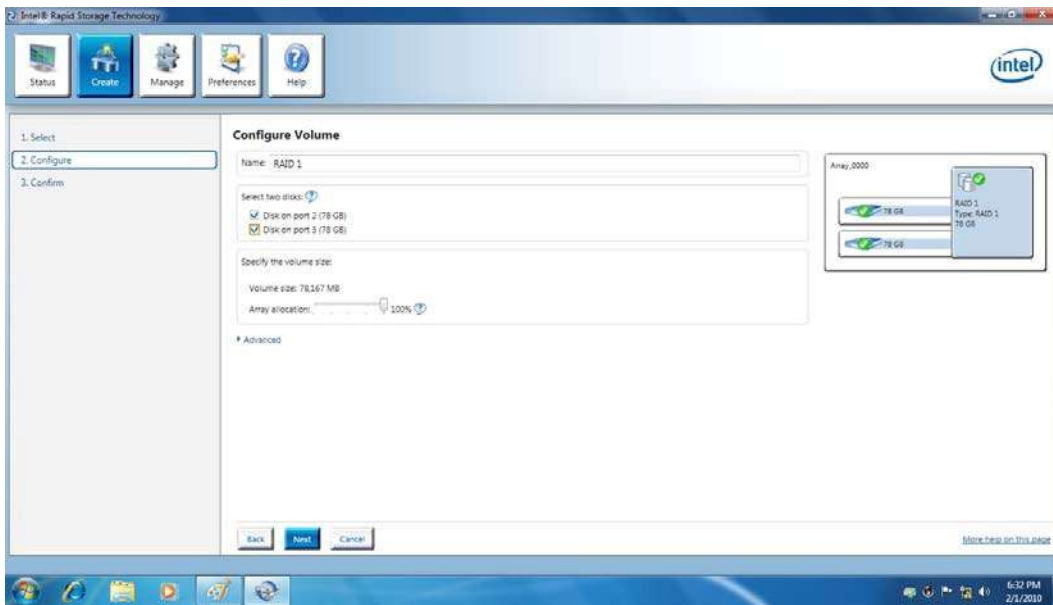 Intel® Rapid Storage Technology
Status
Create
Manage
Preferences
Help
intel
1. Select
2. Configure
3. Confirm
Configure Volume
Name: RAID 1
Select two disks:
Disk on port 2 (78 GB)
Disk on port 3 (78 GB)
Specify the volume size:
Volume size: 78,167 MB
Array allocation: 100%
Advanced
Array_0000
78 GB
78 GB
RAID 1
Type: RAID 1
78 GB
Back
Next
Cancel
More help on this page
6:32 PM
2/1/2010